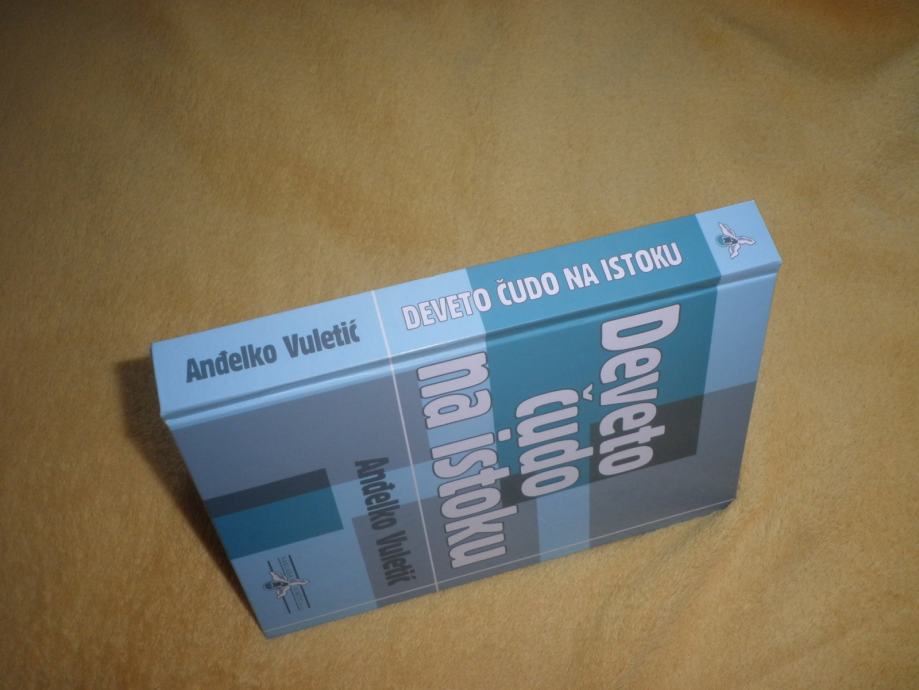 Anđelko Vuletić
DEVETO ČUDO NA ISTOKU
Deveto
čudo
na istoku
Anđelko Vuletić